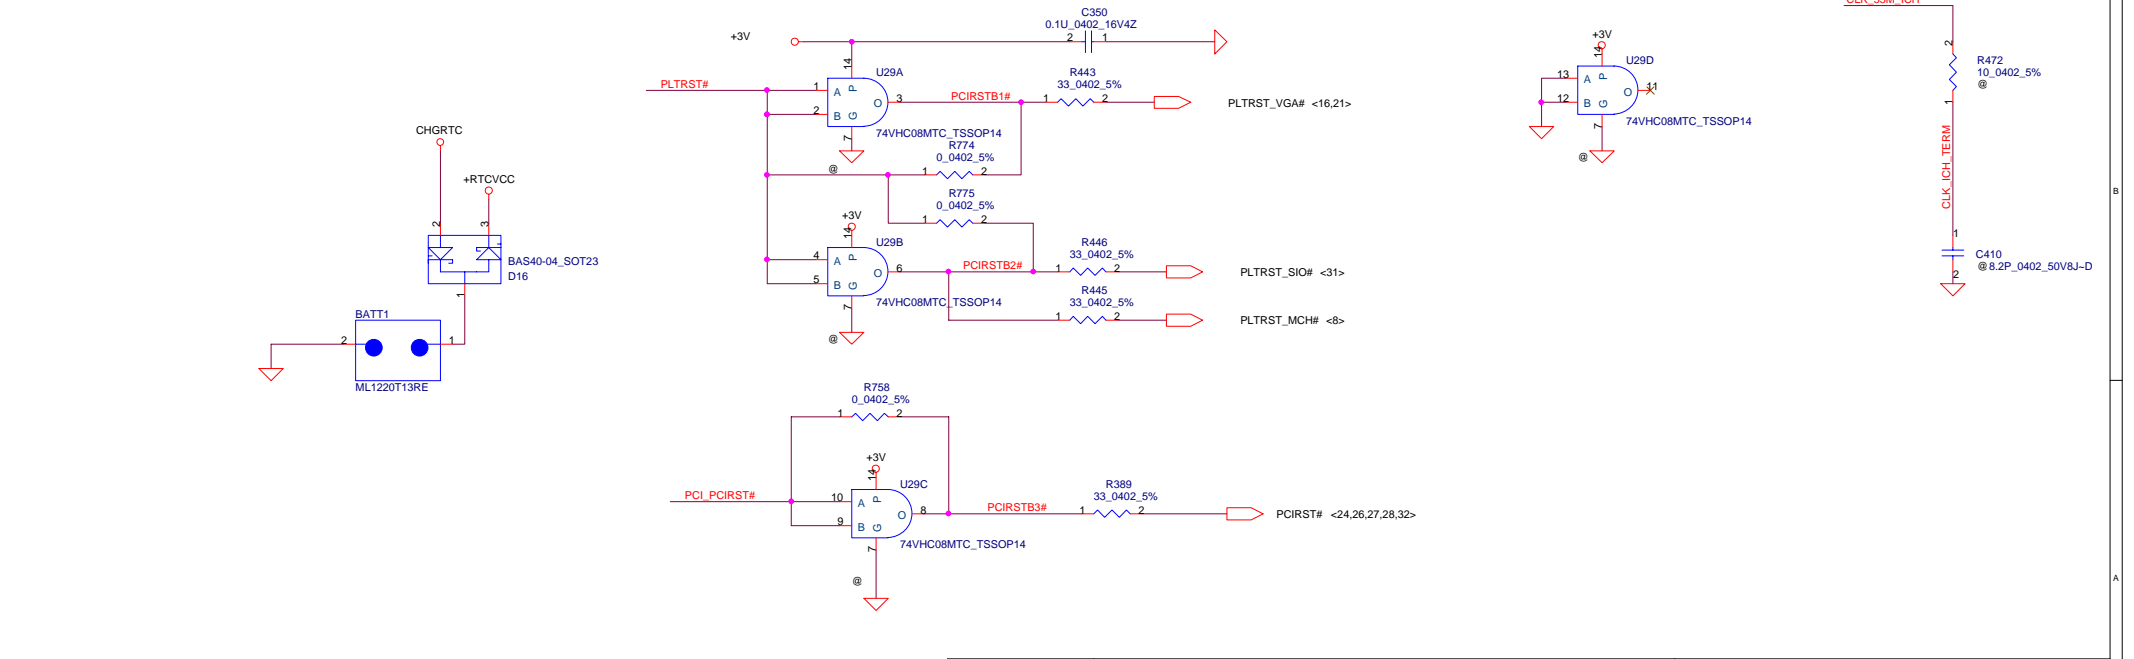 C350
0.1U_0402_16V4Z
+3V
2
1
14
U29A
PLTRST#
1
2
A
B
P
G
O
3
PCIRSTB1#
7
74VHC08MTC_TSSOP14
R443
33_0402_5%
1
2
PLTRST_VGA# <16,21>
@
R774
0_0402_5%
1
2
R775
0_0402_5%
1
2
+3V
14
U29B
4
5
A
B
P
G
O
6
PCIRSTB2#
7
74VHC08MTC_TSSOP14
@
R446
33_0402_5%
1
2
PLTRST_SIO# <31>
R445
33_0402_5%
1
2
PLTRST_MCH# <8>
CHGRTC
+RTCVCC
2
3
BAS40-04_SOT23
D16
1
BATT1
2
1
ML1220T13RE
R758
0_0402_5%
1
2
+3V
14
U29C
PCI_PCIRST#
10
9
A
B
P
G
O
8
PCIRSTB3#
7
74VHC08MTC_TSSOP14
@
R389
33_0402_5%
1
2
PCIRST# <24,26,27,28,32>
+3V
14
U29D
13
12
A
B
P
G
O
11
7
74VHC08MTC_TSSOP14
@
2
R472
10_0402_5%
@
1
CLK_ICH_TERM
1
C410
@8.2P_0402_50V8J~D
2
B
A